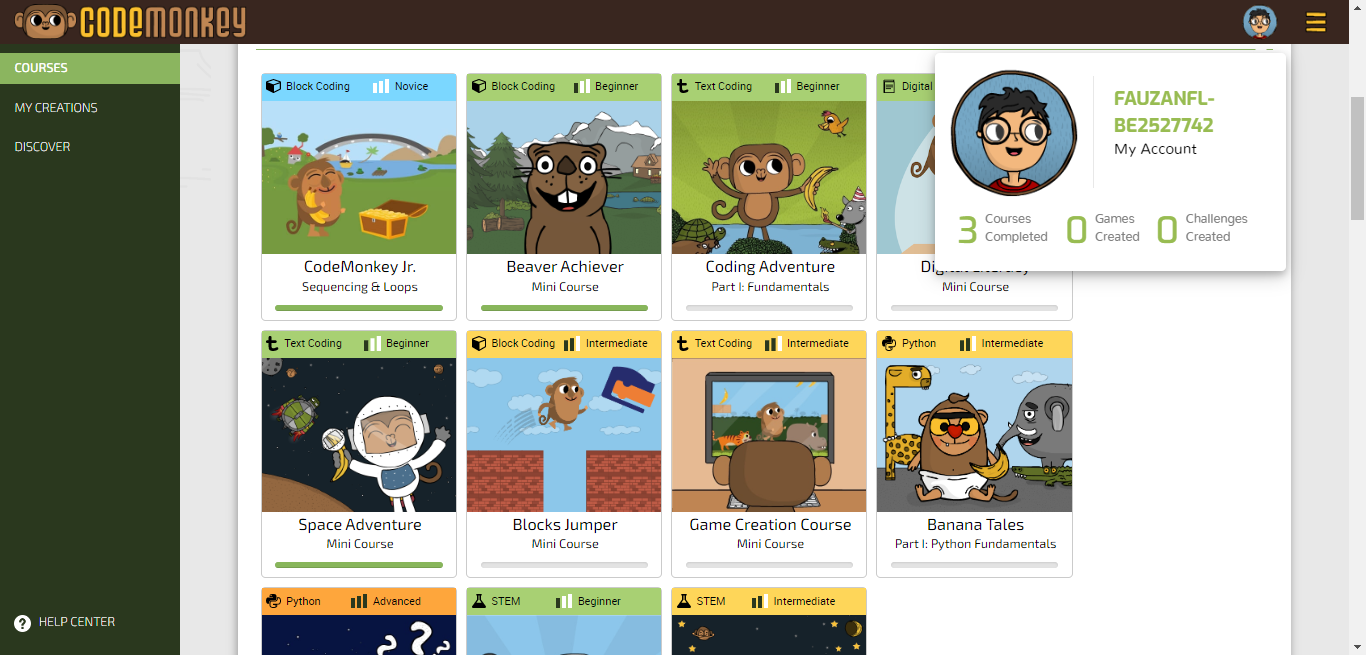 CODEMONKEY
COURSES
MY CREATIONS
DISCOVER
HELP CENTER
FAUZANFL-
BE2527742
My Account
3 Courses
Completed
0 Games
Created
0 Challenges
Created
Block Coding Novice
CodeMonkey Jr.
Sequencing & Loops
Block Coding Beginner
Beaver Achiever
Mini Course
Text Coding Beginner
Coding Adventure
Part I: Fundamentals
Digital
Digital Literacy
Mini Course
Text Coding Beginner
Space Adventure
Mini Course
Block Coding Intermediate
Blocks Jumper
Mini Course
Text Coding Intermediate
Game Creation Course
Mini Course
Python Intermediate
Banana Tales
Part I: Python Fundamentals
Python Advanced
STEM Beginner
STEM Intermediate